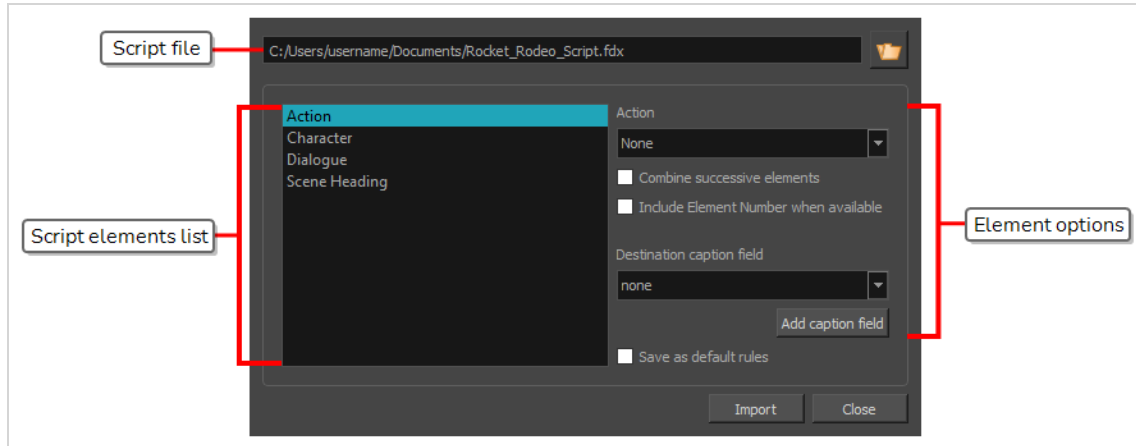 Script file
C:/Users/username/Documents/Rocket_Rodeo_Script.fdx
Script elements list
Action
Character
Dialogue
Scene Heading
Action
None
Combine successive elements
Include Element Number when available
Destination caption field
none
Add caption field
Save as default rules
Element options
Import
Close